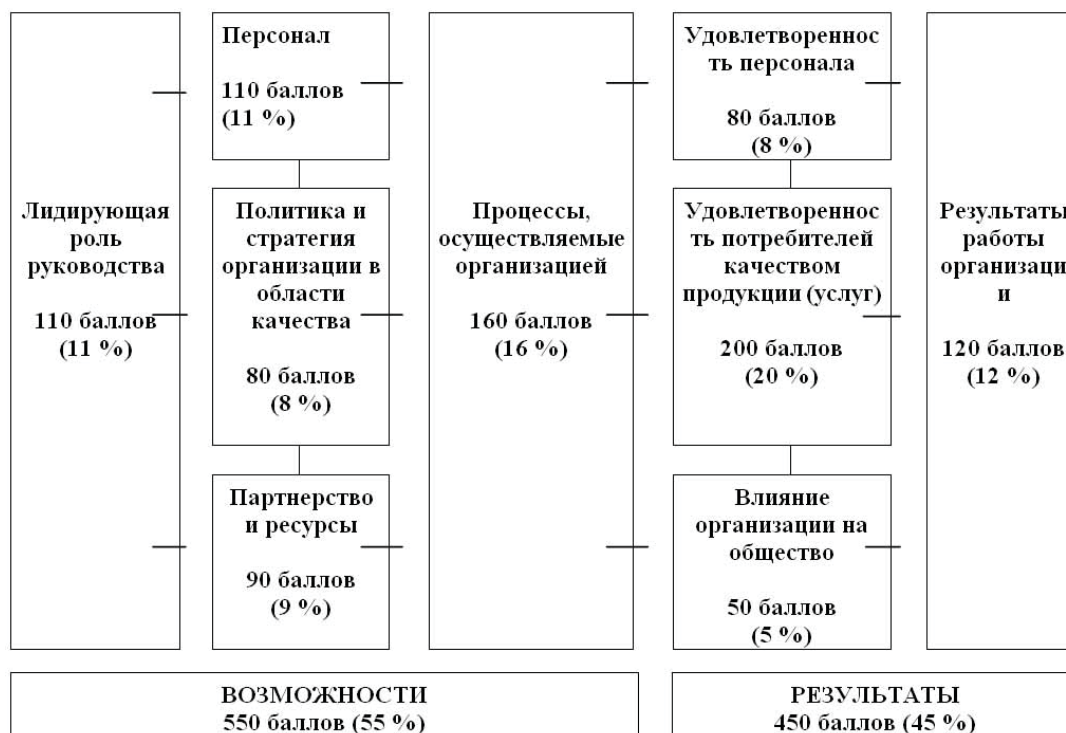 Персонал
110 баллов
(11 %)
Удовлетвореннос
ть персонала
80 баллов
(8 %)
Лидирующая
роль
руководства
110 баллов
(11 %)
Политика и
стратегия
организации в
области
качества
80 баллов
(8 %)
Процессы,
осуществляемые
организацией
160 баллов
(16 %)
Удовлетвореннос
ть потребителей
качеством
продукции (услуг)
200 баллов
(20 %)
Результаты
работы
организаци
и
120 баллов
(12 %)
Партнерство
и ресурсы
90 баллов
(9 %)
Влияние
организации на
общество
50 баллов
(5 %)
ВОЗМОЖНОСТИ
550 баллов (55 %)
РЕЗУЛЬТАТЫ
450 баллов (45 %)